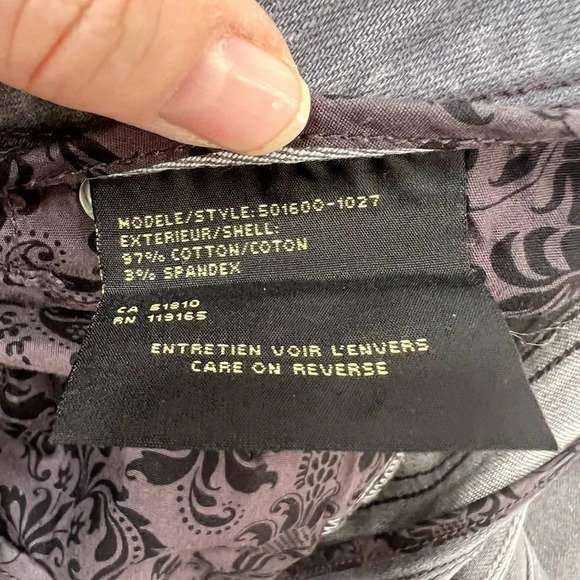 MODELE/STYLE:501600-1027
EXTERIEUR/SHELL:
97% COTTON/COTON
3% SPANDEX
CA 51910
RN 119165
ENTRETIEN VOIR L'ENVERS
CARE ON REVERSE